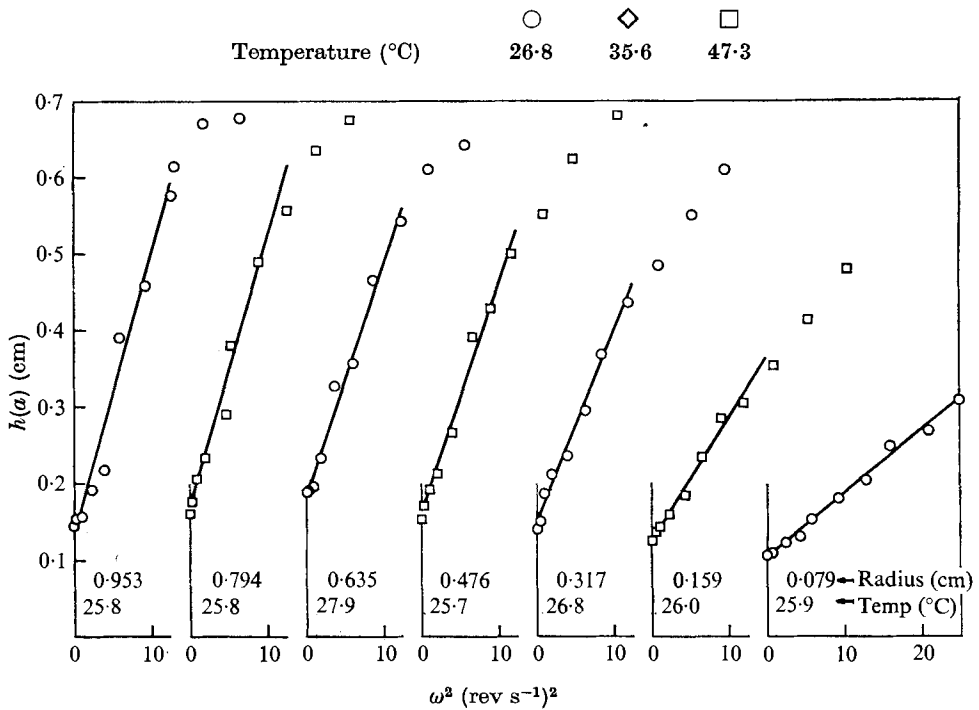 Temperature (°C) 26·8 35·6 47·3
0·7
0·6
0·5
0·4
0·3
0·2
0·1
h(a) (cm)
0·953 0·794 0·635 0·476 0·317 0·159 0·079 Radius (cm)
25·8 25·8 27·9 25·7 26·8 26·0 25·9 Temp (°C)
0 10 0 10 0 10 0 10 0 10 0 10 0 10 20
ω² (rev s⁻¹)²